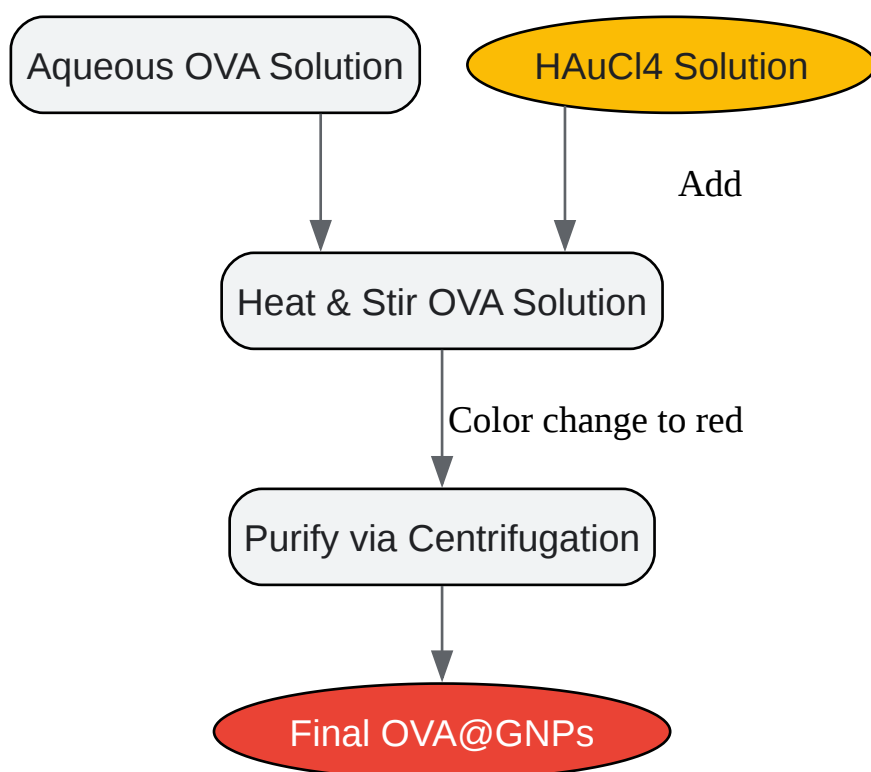 Aqueous OVA Solution
HAuCl4 Solution
Add
Heat & Stir OVA Solution
Color change to red
Purify via Centrifugation
Final OVA@GNPs